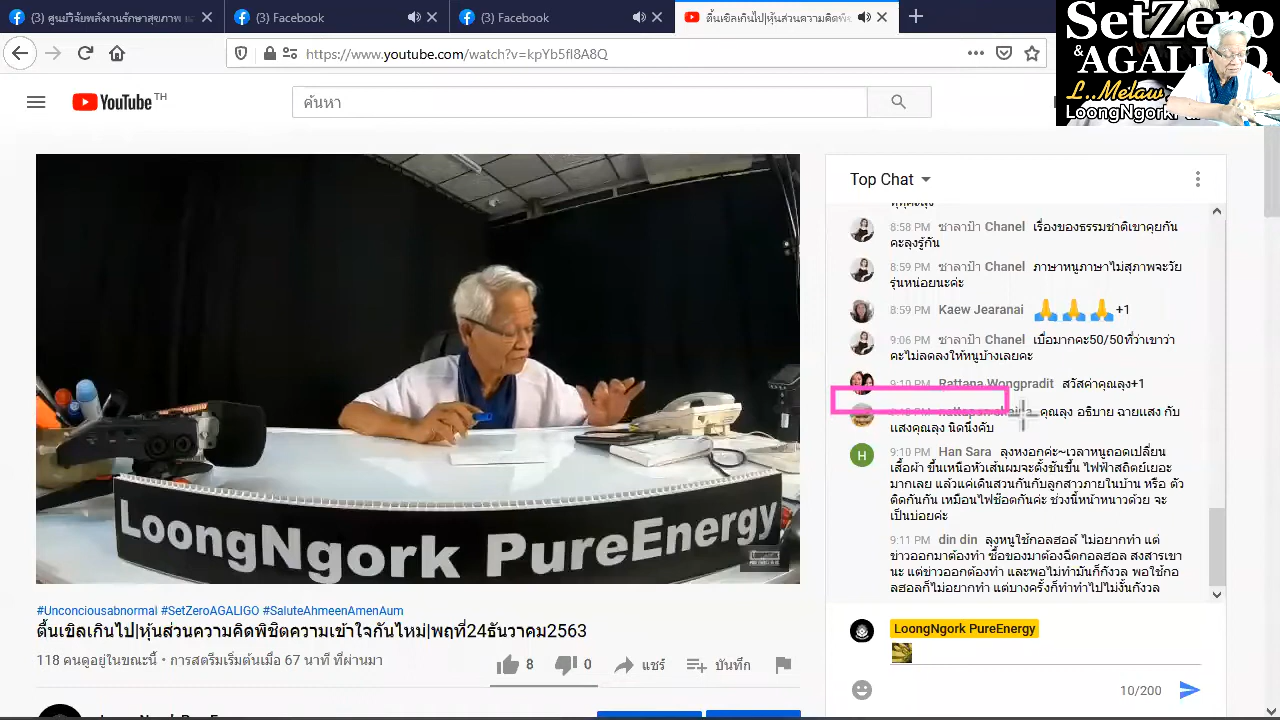 (3) ศูนย์วิจัยพลังงานรักษาสุขภาพ แ
(3) Facebook
(3) Facebook
ตื้นเขิลเกินไป|หุ้นส่วนความคิดพิชิต
https://www.youtube.com/watch?v=kpYb5fI8A8Q
SetZero
& AGALIGO
L..Melaw
LoongNgork
YouTube TH
ค้นหา
Top Chat
8:58 PM ซาลาป้า Chanel เรื่องของธรรมชาติเขาคุยกัน
คะลุงรู้กัน
8:59 PM ซาลาป้า Chanel ภาษาหนูภาษาไม่สุภาพจะวัย
รุ่นหน่อยนะค่ะ
8:59 PM Kaew Jearanai 🙏🙏🙏+1
9:06 PM ซาลาป้า Chanel เบื่อมากคะ50/50ที่ว่าเขาว่า
คะไม่ลดลงให้หนูบ้างเลยคะ
9:10 PM Rattana Wongpradit สวัสค่าคุณลุง+1
คุณลุง อธิบาย ฉายแสง กับ
แสงคุณลุง นิดนึงคับ
H
9:10 PM Han Sara ลุงหงอกค่ะ~เวลาหนูถอดเปลี่ยน
เสื้อผ้า ขึ้นเหนือหัวเส้นผมจะตั้งชันขึ้น ไฟฟ้าสถิตย์เยอะ
มากเลย แล้วแค่เดินสวนกันกับลูกสาวภายในบ้าน หรือ ตัว
ติดกันกัน เหมือนไฟช๊อตกันค่ะ ช่วงนี้หน้าหนาวด้วย จะ
เป็นบ่อยค่ะ
9:11 PM din din ลุงหนูใช้กอลฮอล์ ไม่อยากทำ แต่
ข่าวออกมาต้องทำ ซื้อของมาต้องฉีดกอลฮอล สงสารเขา
นะ แต่ข่าวออกต้องทำ และพอไม่ทำมันก็กังวล พอใช้กอ
ลฮอลก็ไม่อยากทำ แต่บางครั้งก็ทำทำไปไม่งั้นกังวล
LoongNgork PureEnergy
10/200
LoongNgork PureEnergy
#Unconciousabnormal #SetZeroAGALIGO #SaluteAhmeenAmenAum
ตื้นเขิลเกินไป|หุ้นส่วนความคิดพิชิตความเข้าใจกันไหม่|พฤที่24ธันวาคม2563
118 คนดูอยู่ในขณะนี้ • การสตรีมเริ่มต้นเมื่อ 67 นาที ที่ผ่านมา
8
0
แชร์
บันทึก